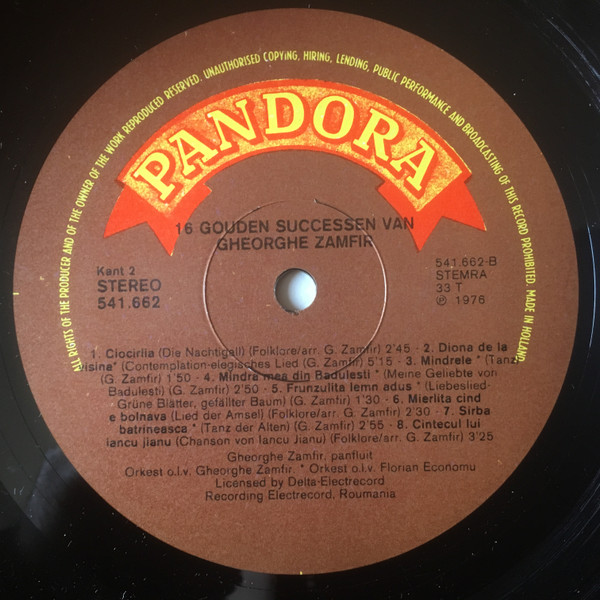 ALL RIGHTS OF THE PRODUCER AND OF THE OWNER OF THE WORK REPRODUCED RESERVED. UNAUTHORISED COPYING, HIRING, LENDING, PUBLIC PERFORMANCE AND BROADCASTING OF THIS RECORD PROHIBITED. MADE IN HOLLAND
PANDORA
16 GOUDEN SUCCESSEN VAN
GHEORGHE ZAMFIR
Kant 2
STEREO
541.662
541.662-B
STEMRA
33 T
℗ 1976
1. Ciocirlia (Die Nachtigall) (Folklore/arr. G. Zamfir) 2'45 - 2. Diona de la
Visina* (Contemplation-elegisches Lied (G. Zamfir) 5'15 - 3. Mindrele * (Tanz)
(G. Zamfir) 1'50 - 4. Mindra mea din Badulesti * (Meine Geliebte von
Badulesti) (G. Zamfir) 2'50 - 5. Frunzulita lemn adus * (Liebeslied-
Grüne Blätter, gefällter Baum) (G. Zamfir) 1'30 - 6. Mierlita cind
e bolnava (Lied der Amsel) (Folklore/arr. G. Zamfir) 2'30 - 7. Sirba
batrineasca * (Tanz der Alten) (G. Zamfir) 2'55 - 8. Cintecul lui
iancu jianu (Chanson von Iancu Jianu) (Folklore/arr. G. Zamfir) 3'25
Gheorghe Zamfir, panfluit
Orkest o.l.v. Gheorghe Zamfir. * Orkest o.l.v. Florian Economu
Licensed by Delta-Electrecord
Recording Electrecord, Roumania